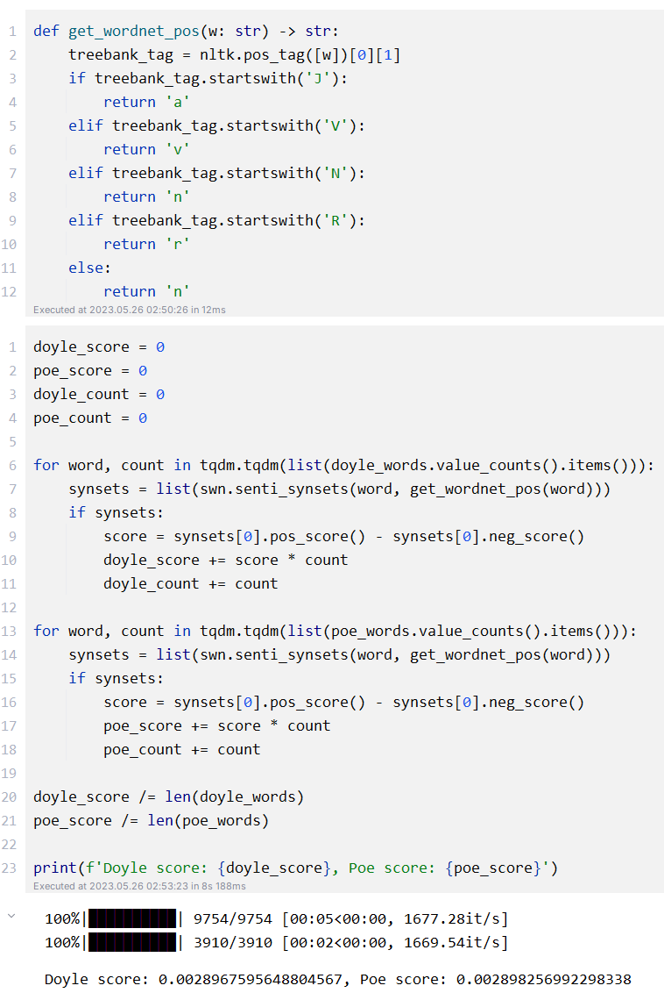 1 def get_wordnet_pos(w: str) -> str:
2     treebank_tag = nltk.pos_tag([w])[0][1]
3     if treebank_tag.startswith('J'):
4         return 'a'
5     elif treebank_tag.startswith('V'):
6         return 'v'
7     elif treebank_tag.startswith('N'):
8         return 'n'
9     elif treebank_tag.startswith('R'):
10         return 'r'
11     else:
12         return 'n'
Executed at 2023.05.26 02:50:26 in 12ms
1 doyle_score = 0
2 poe_score = 0
3 doyle_count = 0
4 poe_count = 0
5
6 for word, count in tqdm.tqdm(list(doyle_words.value_counts().items())):
7     synsets = list(swn.senti_synsets(word, get_wordnet_pos(word)))
8     if synsets:
9         score = synsets[0].pos_score() - synsets[0].neg_score()
10         doyle_score += score * count
11         doyle_count += count
12
13 for word, count in tqdm.tqdm(list(poe_words.value_counts().items())):
14     synsets = list(swn.senti_synsets(word, get_wordnet_pos(word)))
15     if synsets:
16         score = synsets[0].pos_score() - synsets[0].neg_score()
17         poe_score += score * count
18         poe_count += count
19
20 doyle_score /= len(doyle_words)
21 poe_score /= len(poe_words)
22
23 print(f'Doyle score: {doyle_score}, Poe score: {poe_score}')
Executed at 2023.05.26 02:53:23 in 8s 188ms
100%|██████████| 9754/9754 [00:05<00:00, 1677.28it/s]
100%|██████████| 3910/3910 [00:02<00:00, 1669.54it/s]
Doyle score: 0.0028967595648804567, Poe score: 0.002898256992298338